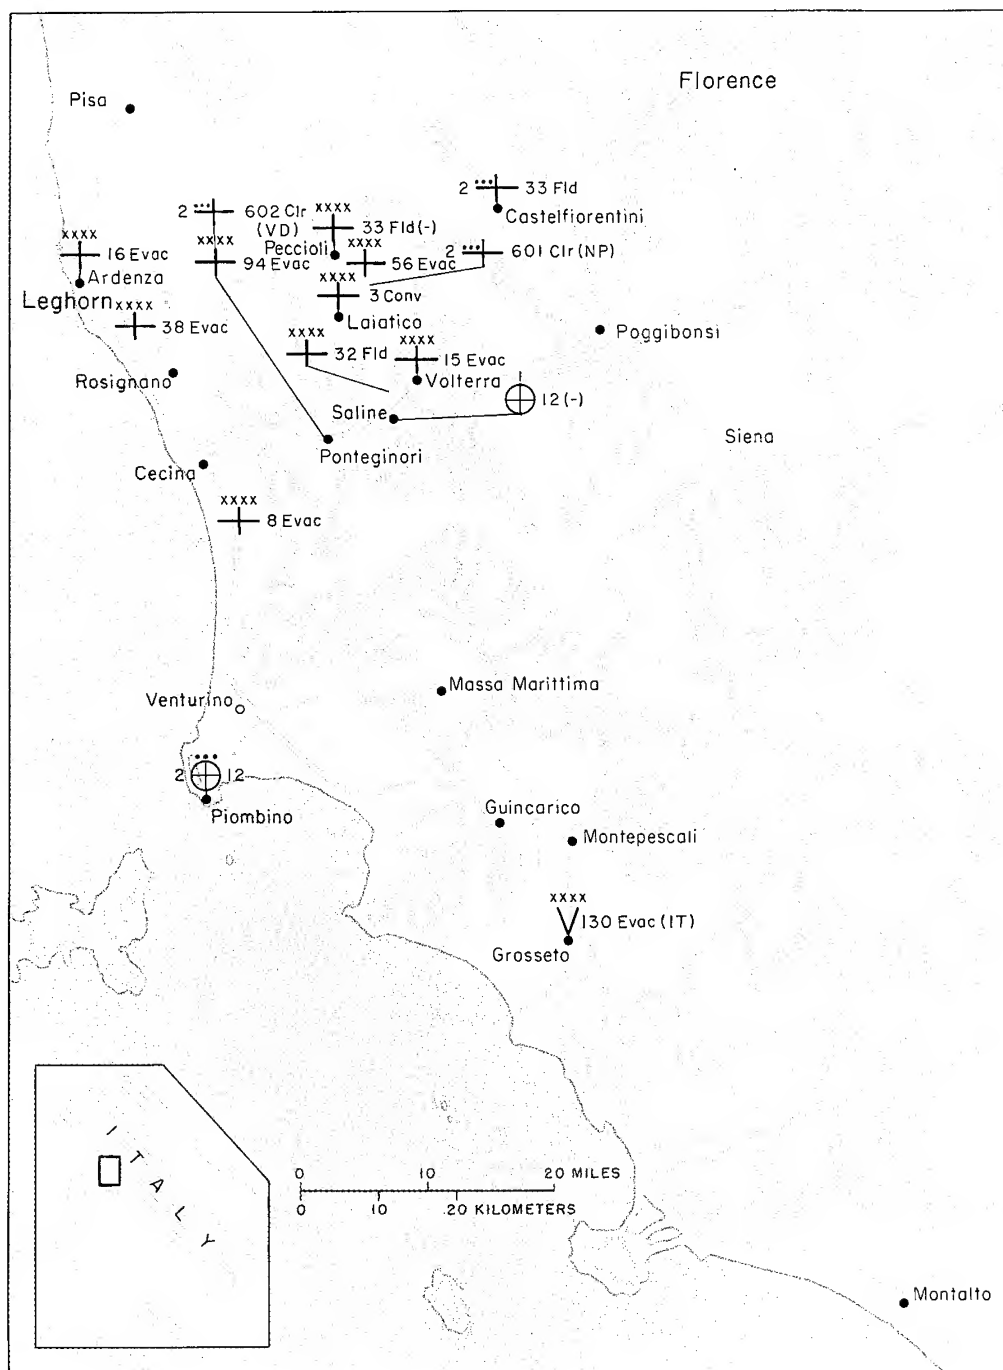 Florence
Pisa
2 ••• 33 Fld
Castelfiorentini
2 ••• 602 Clr
(VD)
xxxx
33 Fld(-)
Peccioli
xxxx
16 Evac
Ardenza
Leghorn
xxxx
94 Evac
xxxx
56 Evac
2 ••• 601 Clr (NP)
xxxx
3 Conv
Laiatico
xxxx
38 Evac
xxxx
32 Fld
xxxx
15 Evac
Volterra
Poggibonsi
Rosignano
I
12 (-)
Saline
Siena
Ponteginori
Cecina
xxxx
8 Evac
Massa Marittima
Venturino
•••
2 12
Piombino
Guincarico
Montepescali
xxxx
130 Evac (IT)
Grosseto
ITALY
0 10 20 MILES
0 10 20 KILOMETERS
Montalto